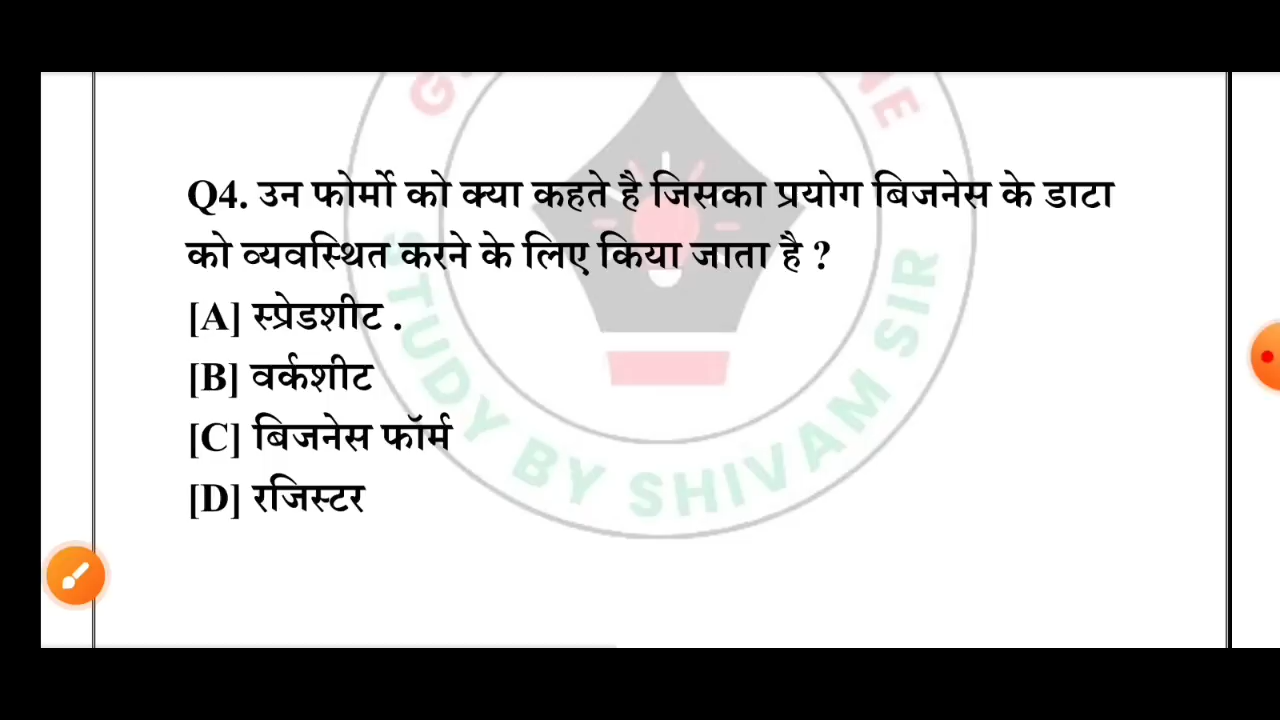 Q4. उन फोर्मो को क्या कहते है जिसका प्रयोग बिजनेस के डाटा
को व्यवस्थित करने के लिए किया जाता है ?
[A] स्प्रेडशीट .
[B] वर्कशीट
[C] बिजनेस फॉर्म
[D] रजिस्टर
STUDY BY SHIVAM SIR